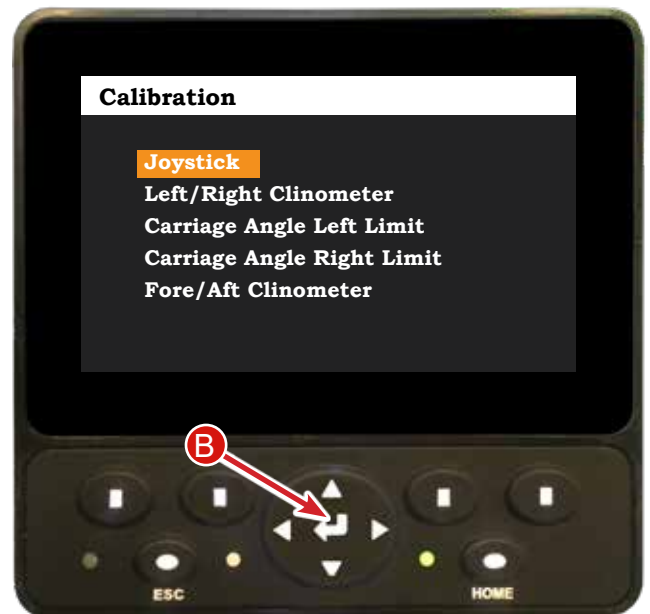 Calibration
Joystick
Left/Right Clinometer
Carriage Angle Left Limit
Carriage Angle Right Limit
Fore/Aft Clinometer
B
ESC
HOME